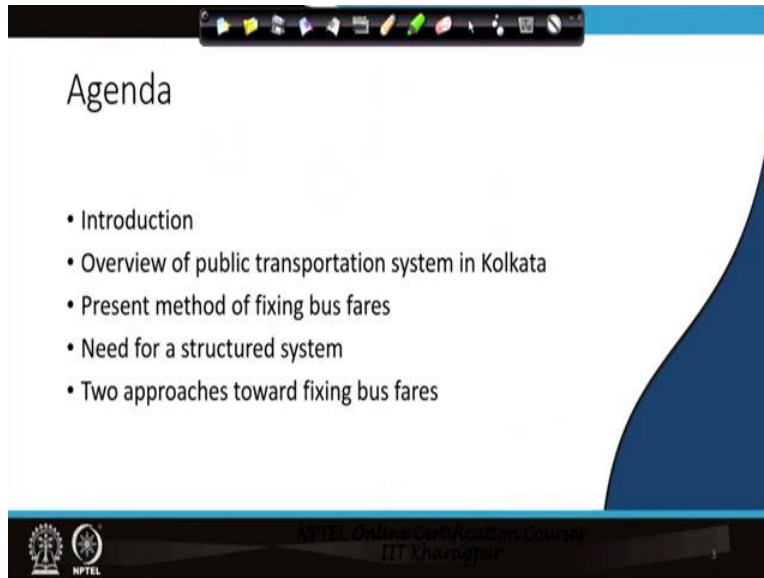 Agenda
• Introduction
• Overview of public transportation system in Kolkata
• Present method of fixing bus fares
• Need for a structured system
• Two approaches toward fixing bus fares
NPTEL Online Certification Courses
IIT Kharagpur
NPTEL
3